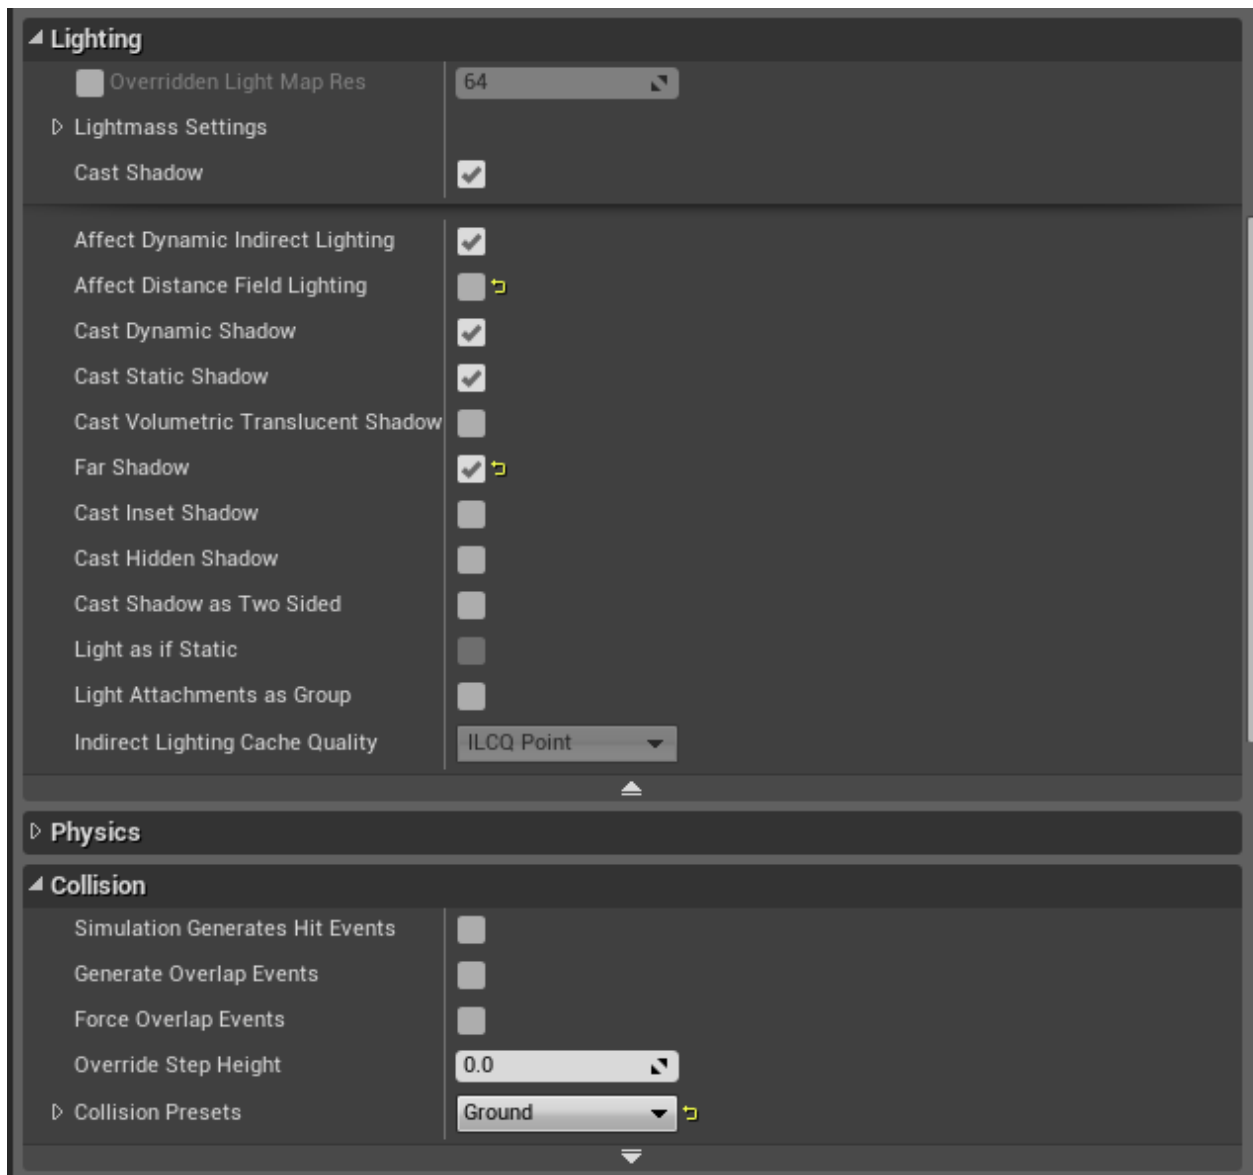 Lighting
Overridden Light Map Res 64
Lightmass Settings
Cast Shadow
Affect Dynamic Indirect Lighting
Affect Distance Field Lighting
Cast Dynamic Shadow
Cast Static Shadow
Cast Volumetric Translucent Shadow
Far Shadow
Cast Inset Shadow
Cast Hidden Shadow
Cast Shadow as Two Sided
Light as if Static
Light Attachments as Group
Indirect Lighting Cache Quality ILCQ Point
Physics
Collision
Simulation Generates Hit Events
Generate Overlap Events
Force Overlap Events
Override Step Height 0.0
Collision Presets Ground